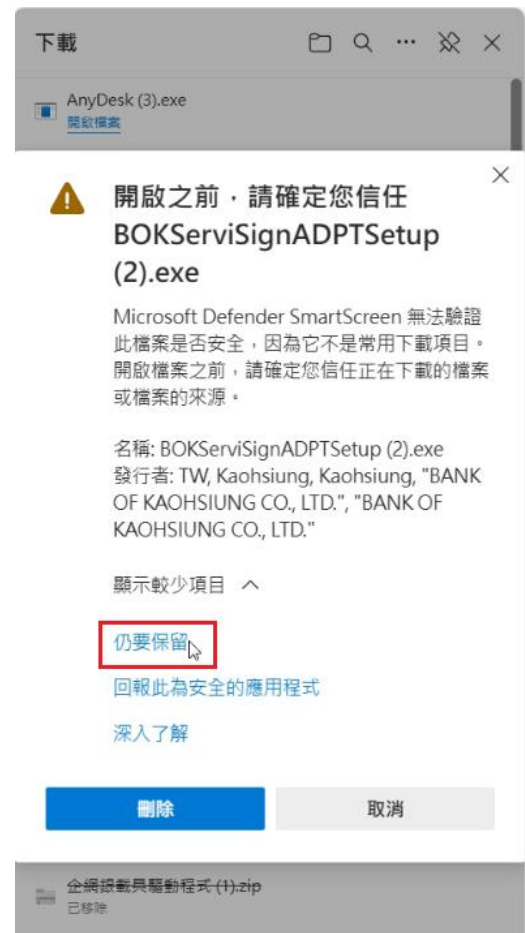 下載
AnyDesk (3).exe
開啟檔案
開啟之前，請確定您信任
BOKServiSignADPTSetup
(2).exe
Microsoft Defender SmartScreen 無法驗證
此檔案是否安全，因為它不是常用下載項目。
開啟檔案之前，請確定您信任正在下載的檔案
或檔案的來源。
名稱: BOKServiSignADPTSetup (2).exe
發行者: TW, Kaohsiung, Kaohsiung, "BANK
OF KAOHSIUNG CO., LTD.", "BANK OF
KAOHSIUNG CO., LTD."
顯示較少項目
仍要保留
回報此為安全的應用程式
深入了解
刪除
取消
企網銀載具驅動程式 (1).zip
已移除